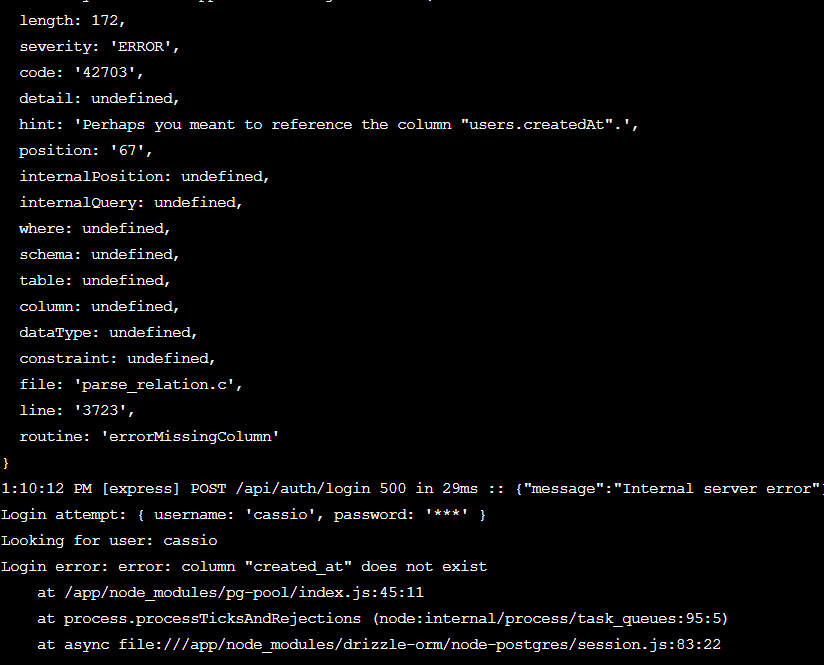 length: 172,
severity: 'ERROR',
code: '42703',
detail: undefined,
hint: 'Perhaps you meant to reference the column "users.createdAt".',
position: '67',
internalPosition: undefined,
internalQuery: undefined,
where: undefined,
schema: undefined,
table: undefined,
column: undefined,
dataType: undefined,
constraint: undefined,
file: 'parse_relation.c',
line: '3723',
routine: 'errorMissingColumn'
}
1:10:12 PM [express] POST /api/auth/login 500 in 29ms :: {"message":"Internal server error"}
Login attempt: { username: 'cassio', password: '***' }
Looking for user: cassio
Login error: error: column "created_at" does not exist
at /app/node_modules/pg-pool/index.js:45:11
at process.processTicksAndRejections (node:internal/process/task_queues:95:5)
at async file:///app/node_modules/drizzle-orm/node-postgres/session.js:83:22